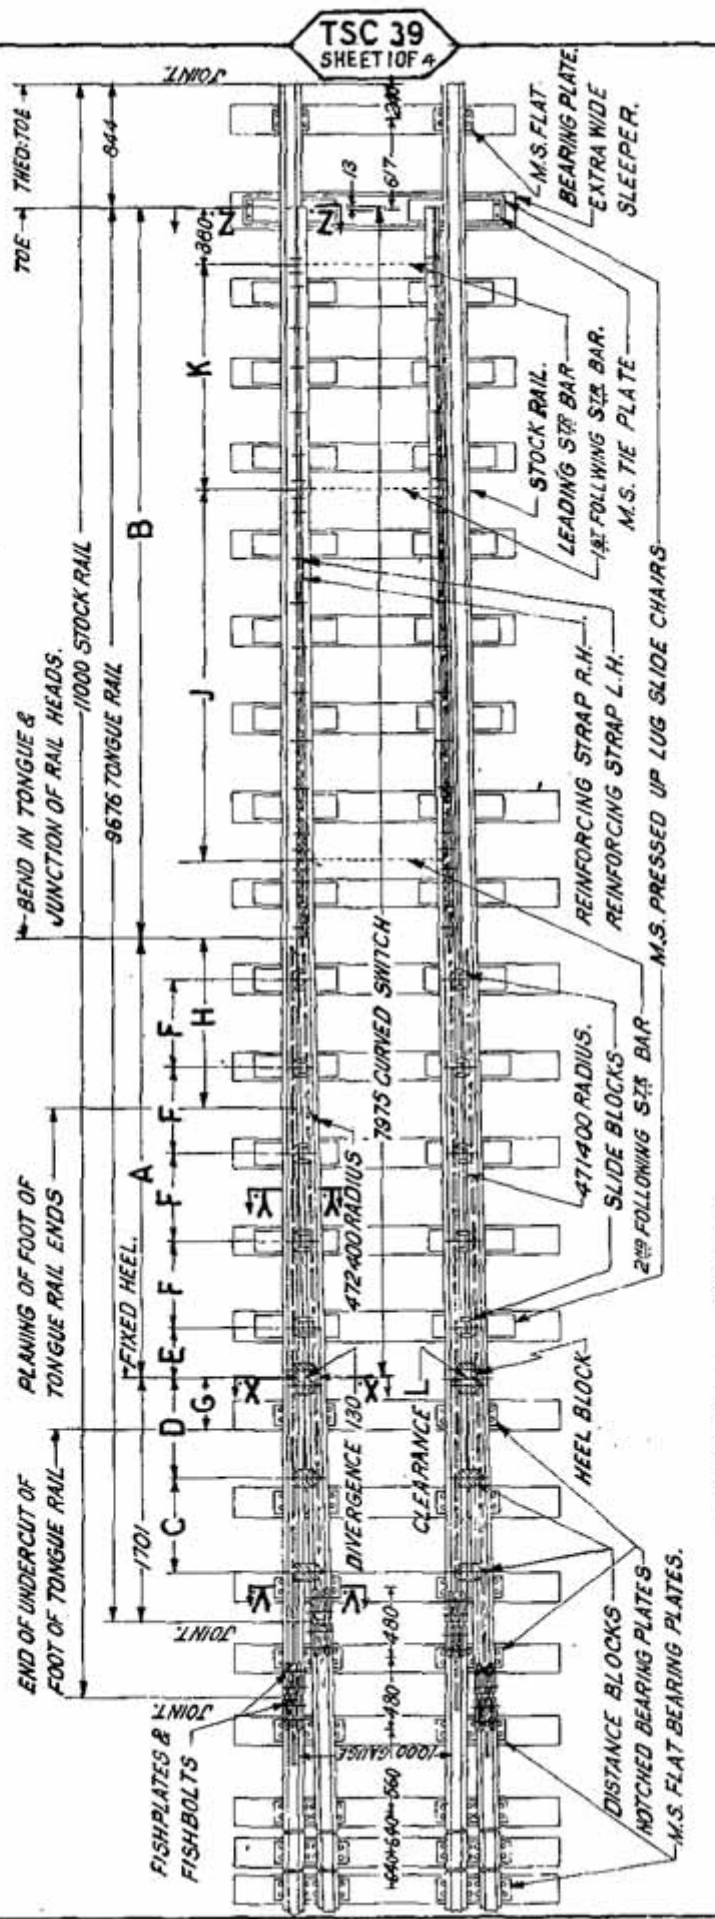 TSC 39
SHEET 1 OF 4
JOINT.
THEO: TOE
TOE
844
617
13
380
Z
Z
M.S. FLAT
BEARING PLATE.
EXTRA WIDE
SLEEPER.
K
B
J
STOCK RAIL.
LEADING STR BAR
1ST FOLLWING STR. BAR.
M.S. TIE PLATE
11000 STOCK RAIL
9676 TONGUE RAIL
BEND IN TONGUE &
JUNCTION OF RAIL HEADS.
REINFORCING STRAP R.H.
REINFORCING STRAP L.H.
M.S. PRESSED UP LUG SLIDE CHAIRS
7975 CURVED SWITCH
F
H
F
F
F
A
E
Y
Y
472400 RADIUS
471400 RADIUS.
SLIDE BLOCKS
2ND FOLLOWING STR BAR
PLANING OF FOOT OF
TONGUE RAIL ENDS
FIXED HEEL.
X
X
G
D
C
L
DIVERGENCE 130
CLEARANCE
HEEL BLOCK
END OF UNDERCUT OF
FOOT OF TONGUE RAIL
1701
JOINT.
V
V
480
JOINT.
480
1000 GAUGE
FISHPLATES &
FISHBOLTS
560
640
640
DISTANCE BLOCKS
NOTCHED BEARING PLATES
M.S. FLAT BEARING PLATES.